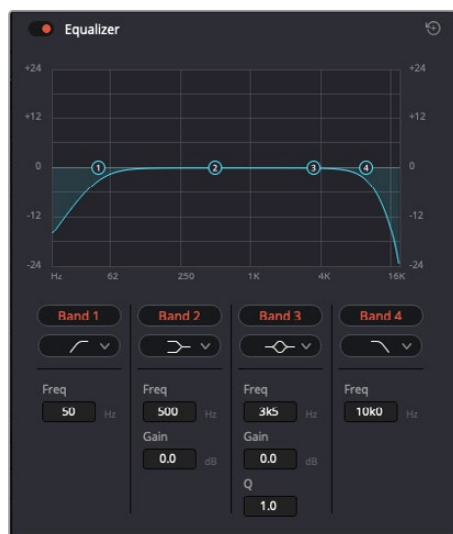 Equalizer
+24 +24
+12 +12
0 0
-12 -12
-24 -24
Hz 62 250 1K 4K 16K
1 2 3 4
Band 1 Band 2 Band 3 Band 4
Freq Freq Freq Freq
50 Hz 500 Hz 3k5 Hz 10k0 Hz
Gain Gain
0.0 dB 0.0 dB
Q
1.0